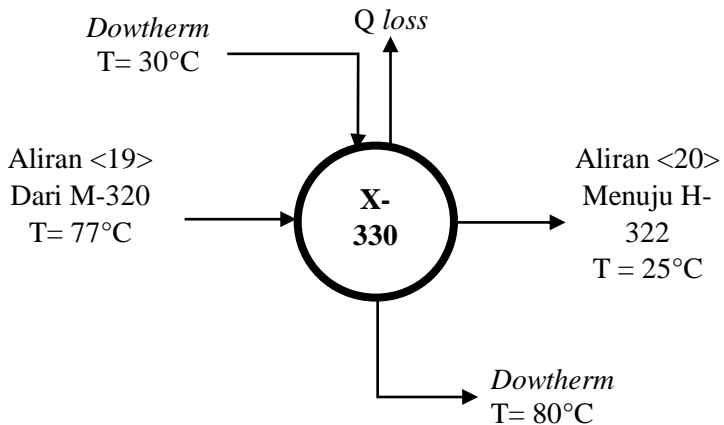 Dowtherm
T= 30°C
Q loss
Aliran <19>
Dari M-320
T= 77°C
X-
330
Aliran <20>
Menuju H-
322
T = 25°C
Dowtherm
T= 80°C